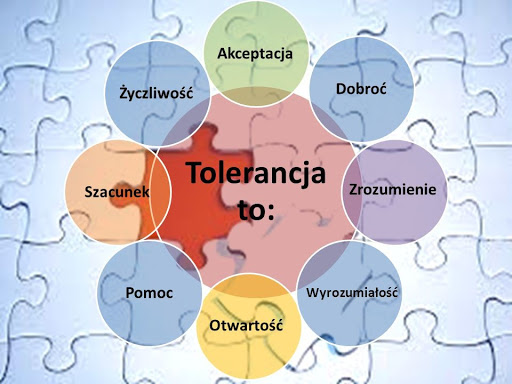 Tolerancja
to:
Akceptacja
Dobroć
Zrozumienie
Wyrozumiałość
Otwartość
Pomoc
Szacunek
Życzliwość